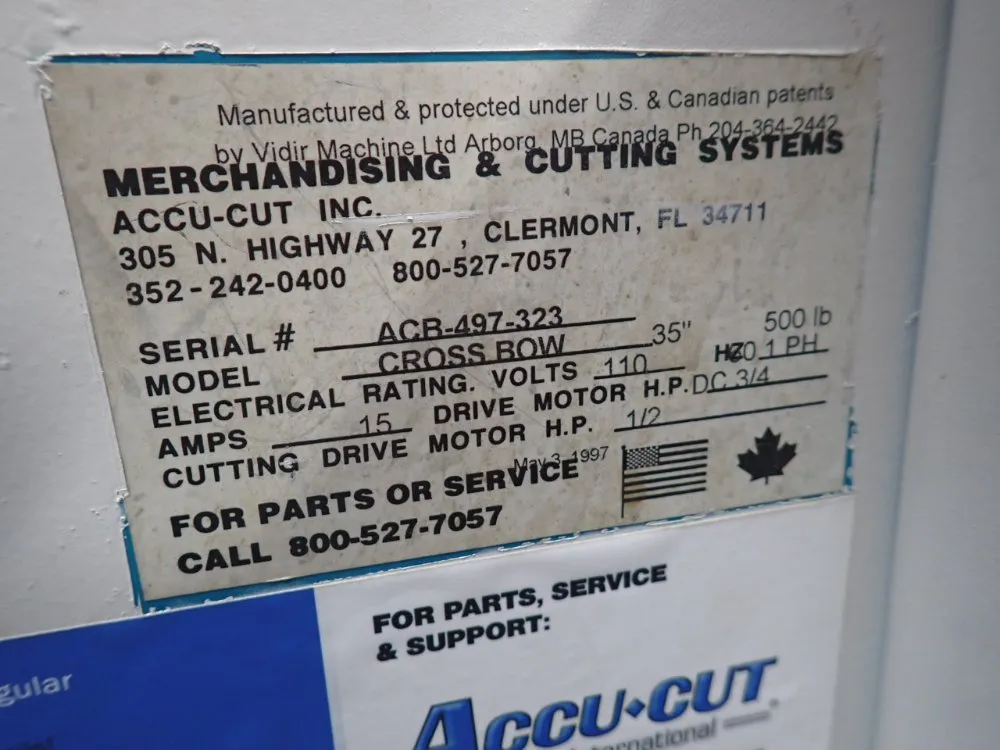 Manufactured & protected under U.S. & Canadian patents
by Vidir Machine Ltd Arborg, MB Canada Ph 204-364-2442
MERCHANDISING & CUTTING SYSTEMS
ACCU-CUT INC.
305 N. HIGHWAY 27 , CLERMONT, FL 34711
352-242-0400 800-527-7057
SERIAL # ACB-497-323
MODEL CROSS BOW 35" 500 lb
ELECTRICAL RATING. VOLTS 110 HZ 1 PH
AMPS 15 DRIVE MOTOR H.P. DC 3/4
CUTTING DRIVE MOTOR H.P. 1/2
May 3, 1997
FOR PARTS OR SERVICE
CALL 800-527-7057
FOR PARTS, SERVICE
& SUPPORT:
gular
ACCU-CUT